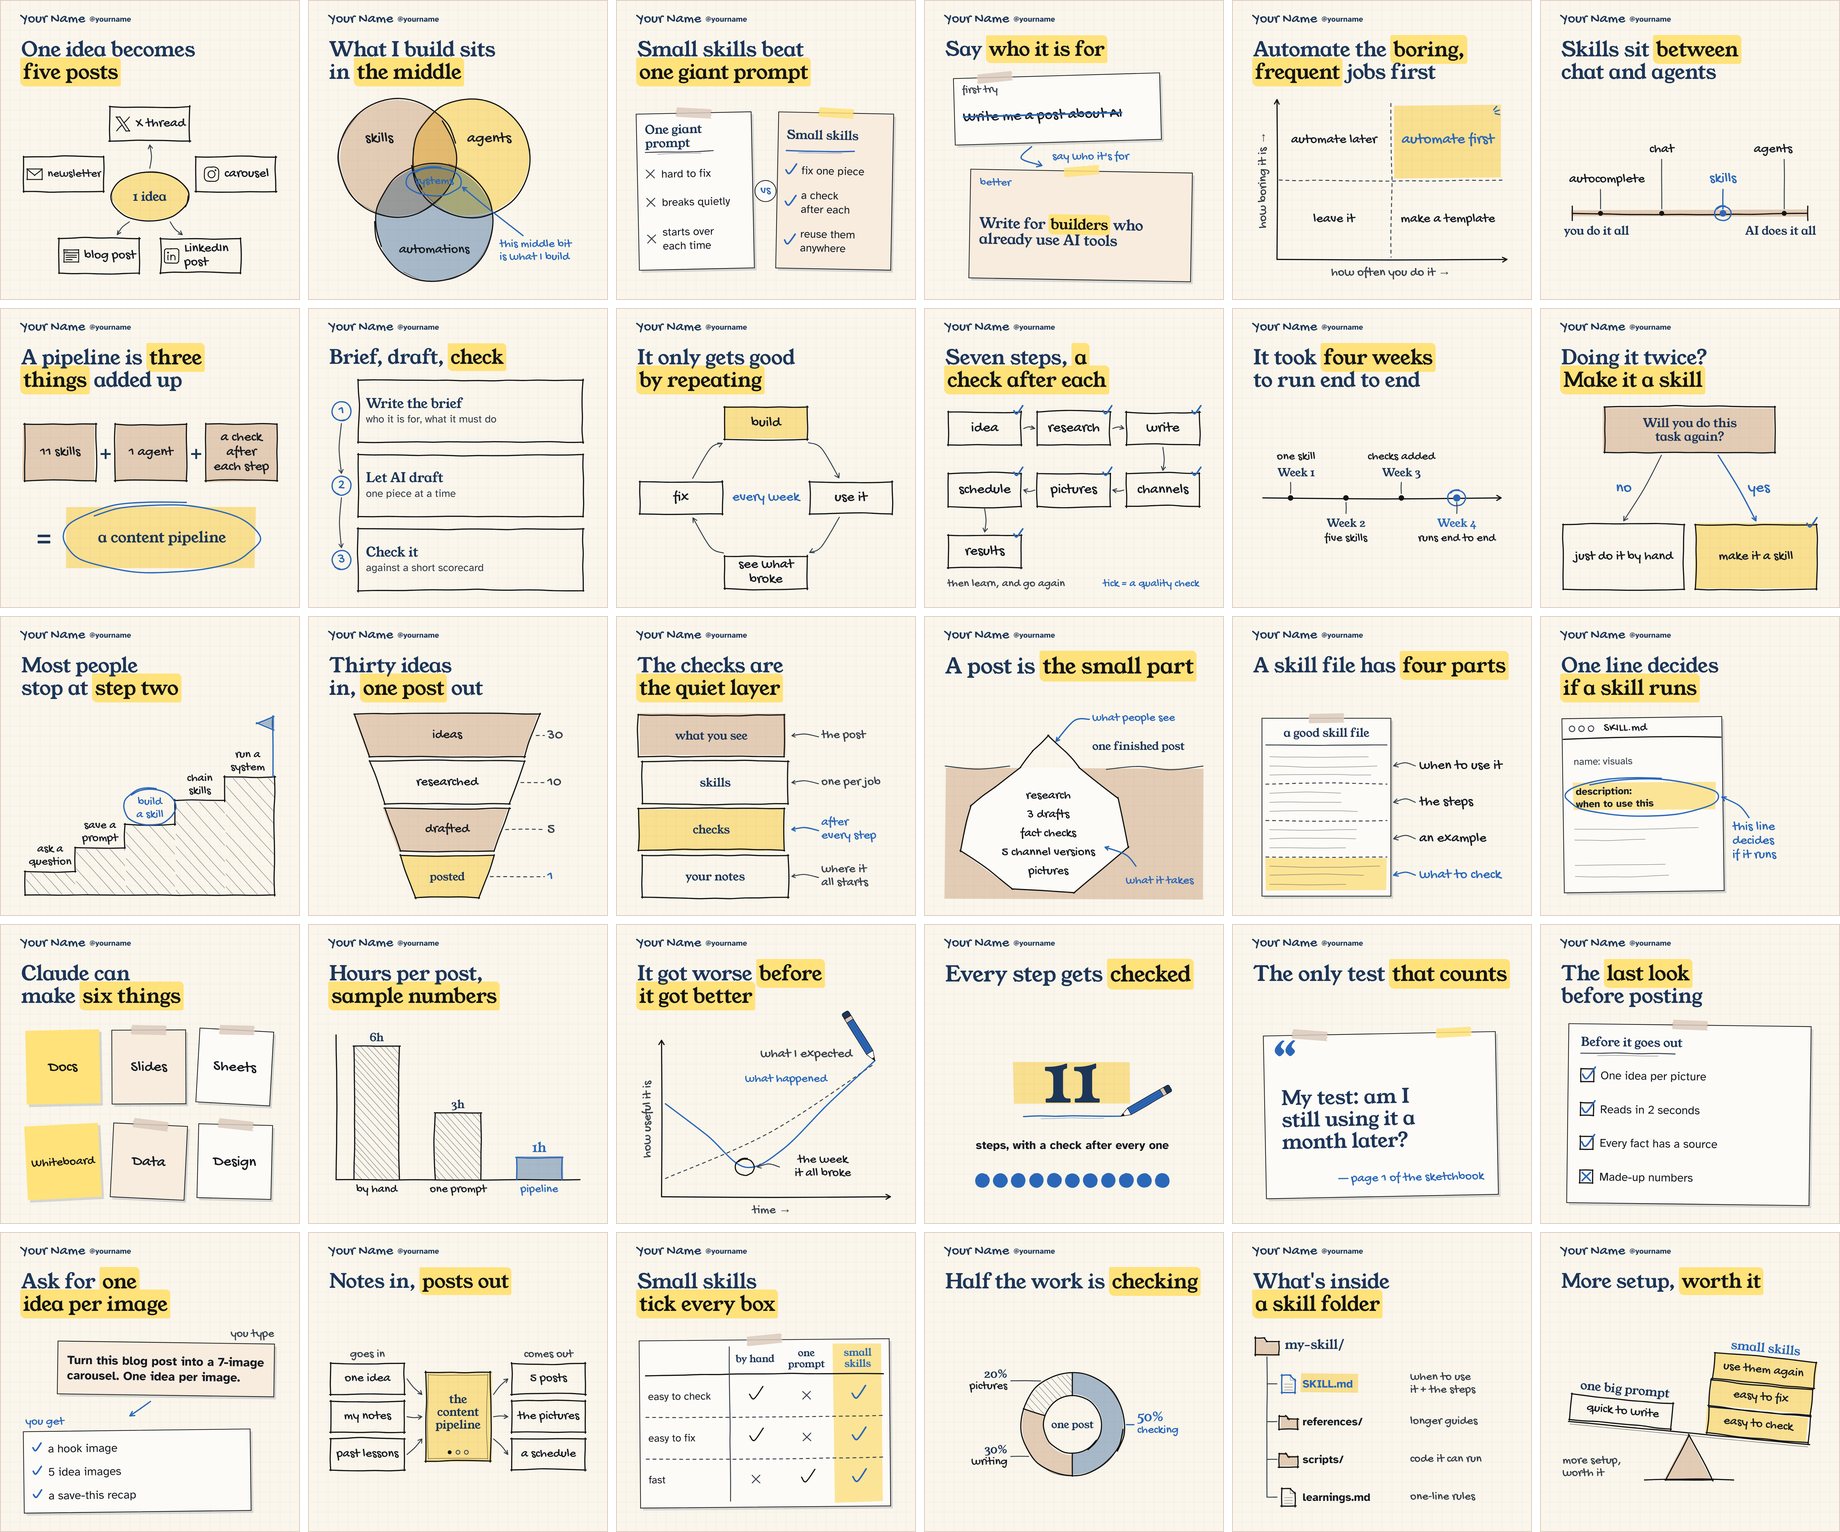 Your Name @yourname
One idea becomes
five posts
X thread
newsletter
carousel
1 idea
blog post
LinkedIn
post
Your Name @yourname
What I build sits
in the middle
skills
agents
systems
automations
this middle bit
is what I build
Your Name @yourname
Small skills beat
one giant prompt
One giant
prompt
hard to fix
breaks quietly
starts over
each time
vs
Small skills
fix one piece
a check
after each
reuse them
anywhere
Your Name @yourname
Say who it is for
first try
write me a post about AI
say who it's for
better
Write for builders who
already use AI tools
Your Name @yourname
Automate the boring,
frequent jobs first
how boring it is →
automate later
automate first
leave it
make a template
how often you do it →
Your Name @yourname
Skills sit between
chat and agents
chat
agents
autocomplete
skills
you do it all
AI does it all
Your Name @yourname
A pipeline is three
things added up
11 skills
+
1 agent
+
a check
after
each step
=
a content pipeline
Your Name @yourname
Brief, draft, check
1
Write the brief
who it is for, what it must do
2
Let AI draft
one piece at a time
3
Check it
against a short scorecard
Your Name @yourname
It only gets good
by repeating
build
fix
every week
use it
see what
broke
Your Name @yourname
Seven steps, a
check after each
idea
research
write
schedule
pictures
channels
results
then learn, and go again
tick = a quality check
Your Name @yourname
It took four weeks
to run end to end
one skill
Week 1
checks added
Week 3
Week 2
five skills
Week 4
runs end to end
Your Name @yourname
Doing it twice?
Make it a skill
Will you do this
task again?
no
yes
just do it by hand
make it a skill
Your Name @yourname
Most people
stop at step two
run a
system
chain
skills
build
a skill
save a
prompt
ask a
question
Your Name @yourname
Thirty ideas
in, one post out
ideas
30
researched
10
drafted
5
posted
1
Your Name @yourname
The checks are
the quiet layer
what you see
the post
skills
one per job
checks
after
every step
your notes
where it
all starts
Your Name @yourname
A post is the small part
what people see
one finished post
research
3 drafts
fact checks
5 channel versions
pictures
what it takes
Your Name @yourname
A skill file has four parts
a good skill file
when to use it
the steps
an example
what to check
Your Name @yourname
One line decides
if a skill runs
SKILL.md
name: visuals
description:
when to use this
this line
decides
if it runs
Your Name @yourname
Claude can
make six things
Docs
Slides
Sheets
Whiteboard
Data
Design
Your Name @yourname
Hours per post,
sample numbers
6h
3h
1h
by hand
one prompt
pipeline
Your Name @yourname
It got worse before
it got better
how useful it is
what I expected
what happened
the week
it all broke
time →
Your Name @yourname
Every step gets checked
11
steps, with a check after every one
Your Name @yourname
The only test that counts
“
My test: am I
still using it a
month later?
— page 1 of the sketchbook
Your Name @yourname
The last look
before posting
Before it goes out
One idea per picture
Reads in 2 seconds
Every fact has a source
Made-up numbers
Your Name @yourname
Ask for one
idea per image
you type
Turn this blog post into a 7-image
carousel. One idea per image.
you get
a hook image
5 idea images
a save-this recap
Your Name @yourname
Notes in, posts out
goes in
one idea
my notes
past lessons
the
content
pipeline
comes out
5 posts
the pictures
a schedule
Your Name @yourname
Small skills
tick every box
by hand
one
prompt
small
skills
easy to check
easy to fix
fast
Your Name @yourname
Half the work is checking
20%
pictures
one post
50%
checking
30%
writing
Your Name @yourname
What's inside
a skill folder
my-skill/
SKILL.md
when to use
it + the steps
references/
longer guides
scripts/
code it can run
learnings.md
one-line rules
Your Name @yourname
More setup, worth it
small skills
use them again
one big prompt
easy to fix
quick to write
easy to check
more setup,
worth it